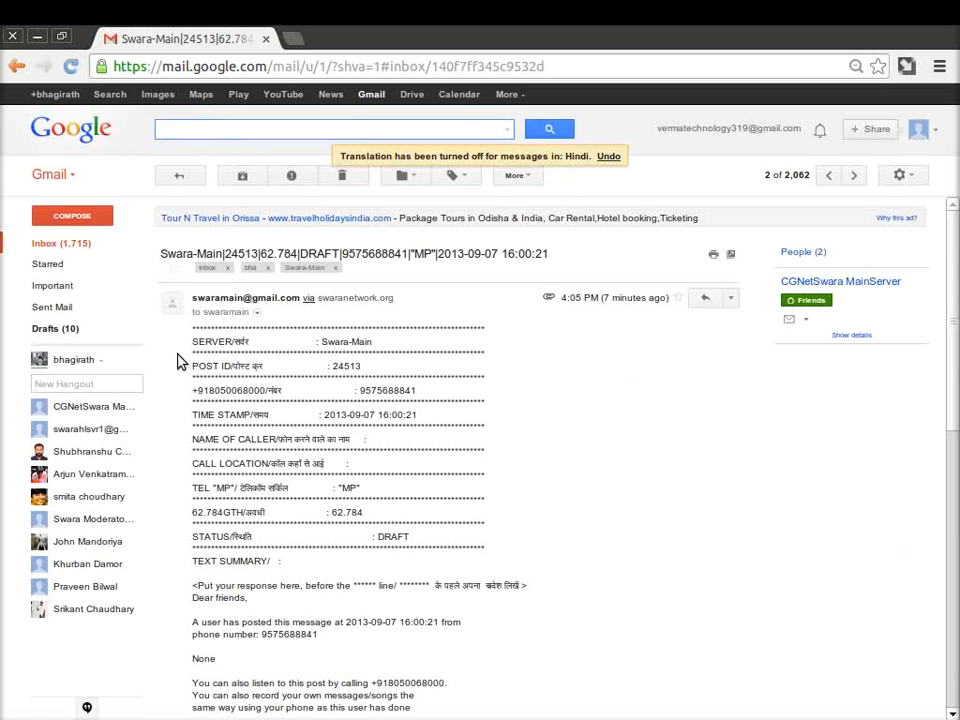 Swara-Main|24513|62.784
https://mail.google.com/mail/u/1/?shva=1#inbox/140f7ff345c9532d
+bhagirath Search Images Maps Play YouTube News Gmail Drive Calendar More
Google
vermatechnology319@gmail.com
+ Share
Translation has been turned off for messages in: Hindi. Undo
Gmail
More
2 of 2,062
COMPOSE
Tour N Travel in Orissa - www.travelholidaysindia.com - Package Tours in Odisha & India, Car Rental,Hotel booking,Ticketing
Why this ad?
Inbox (1,715)
Starred
Important
Sent Mail
Drafts (10)
bhagirath
New Hangout
CGNetSwara Ma...
swarahlsvr1@g...
Shubhranshu C...
Arjun Venkatram...
smita choudhary
Swara Moderato...
John Mandoriya
Khurban Damor
Praveen Bilwal
Srikant Chaudhary
Swara-Main|24513|62.784|DRAFT|9575688841|"MP"|2013-09-07 16:00:21
Inbox x bha x Swara-Main x
swaramain@gmail.com via swaranetwork.org
4:05 PM (7 minutes ago)
to swaramain
************************************************************************
SERVER/सर्वर : Swara-Main
************************************************************************
POST ID/पोस्ट क्र : 24513
************************************************************************
+918050068000/नंबर : 9575688841
************************************************************************
TIME STAMP/समय : 2013-09-07 16:00:21
************************************************************************
NAME OF CALLER/फ़ोन करने वाले का नाम :
************************************************************************
CALL LOCATION/कॉल कहाँ से आई :
************************************************************************
TEL "MP"/ टेलिकॉम सर्किल : "MP"
************************************************************************
62.784GTH/अवधी : 62.784
************************************************************************
STATUS/स्थिति : DRAFT
************************************************************************
TEXT SUMMARY/ :
<Put your response here, before the ****** line/ ******** के पहले अपना संदेश लिखें >
Dear friends,
A user has posted this message at 2013-09-07 16:00:21 from
phone number: 9575688841
None
You can also listen to this post by calling +918050068000.
You can also record your own messages/songs the
same way using your phone as this user has done
People (2)
CGNetSwara MainServer
Friends
Show details